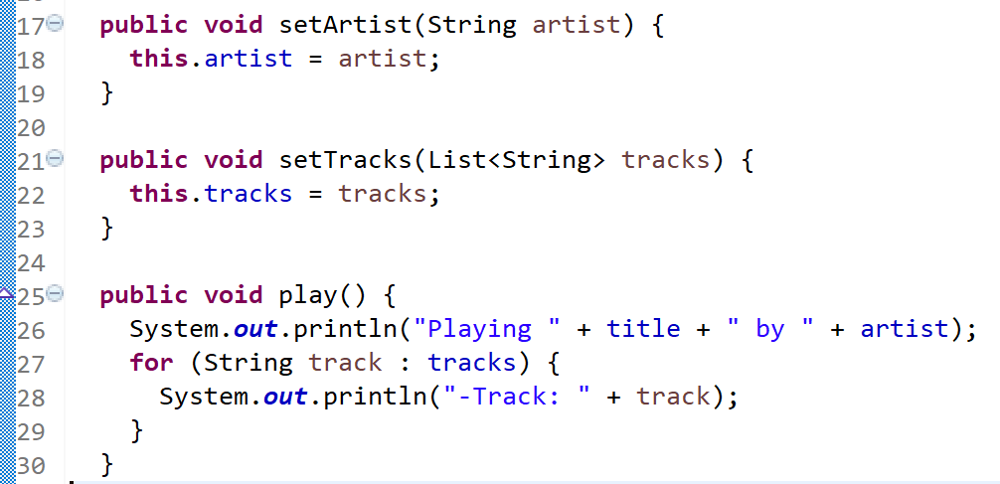 17 public void setArtist(String artist) {
18 this.artist = artist;
19 }
20
21 public void setTracks(List<String> tracks) {
22 this.tracks = tracks;
23 }
24
25 public void play() {
26 System.out.println("Playing " + title + " by " + artist);
27 for (String track : tracks) {
28 System.out.println("-Track: " + track);
29 }
30 }